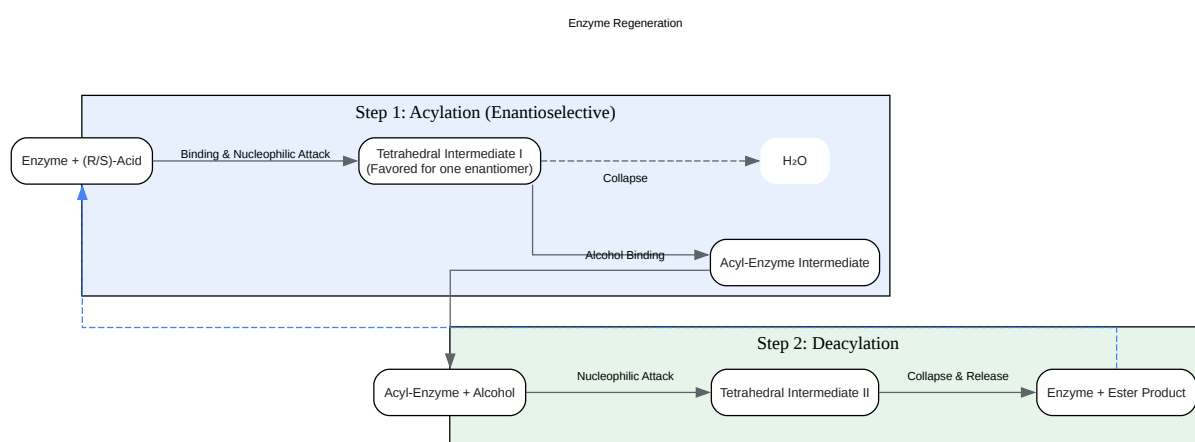 Enzyme Regeneration
Step 1: Acylation (Enantioselective)
Enzyme + (R/S)-Acid
Binding & Nucleophilic Attack
Tetrahedral Intermediate I
(Favored for one enantiomer)
Collapse
H₂O
Alcohol Binding
Acyl-Enzyme Intermediate
Step 2: Deacylation
Acyl-Enzyme + Alcohol
Nucleophilic Attack
Tetrahedral Intermediate II
Collapse & Release
Enzyme + Ester Product